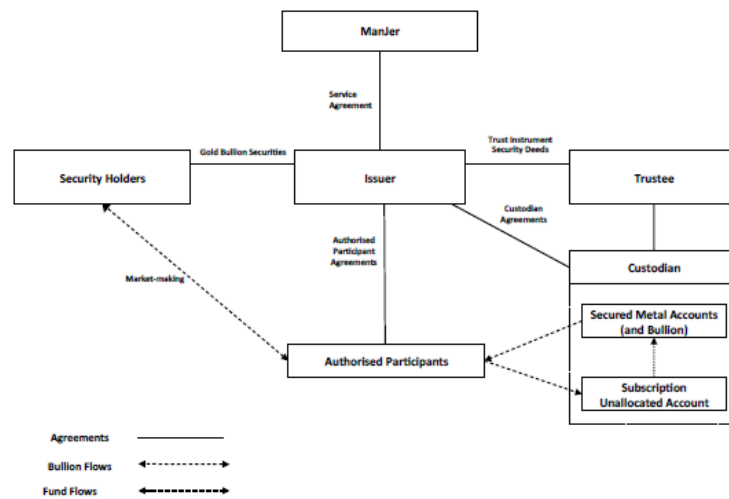 ManJer
Service
Agreement
Gold Bullion Securities
Trust Instrument
Security Deeds
Security Holders
Issuer
Trustee
Custodian
Agreements
Authorised
Participant
Agreements
Custodian
Market-making
Secured Metal Accounts
(and Bullion)
Authorised Participants
Subscription
Unallocated Account
Agreements
Bullion Flows
Fund Flows